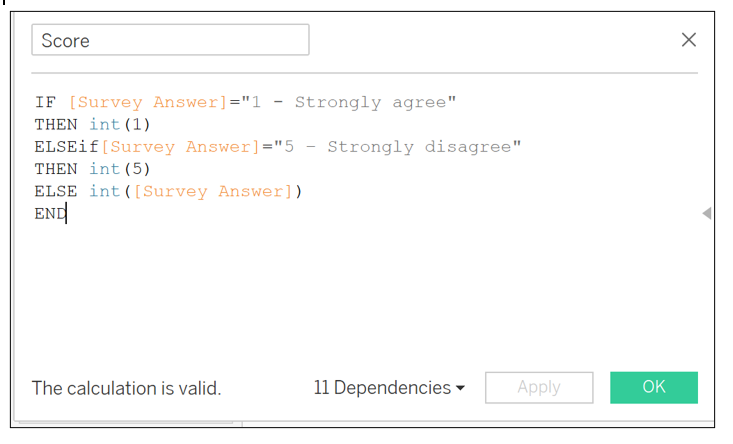 Score
IF [Survey Answer]="1 - Strongly agree"
THEN int(1)
ELSEif[Survey Answer]="5 - Strongly disagree"
THEN int(5)
ELSE int([Survey Answer])
END
The calculation is valid. 11 Dependencies Apply OK